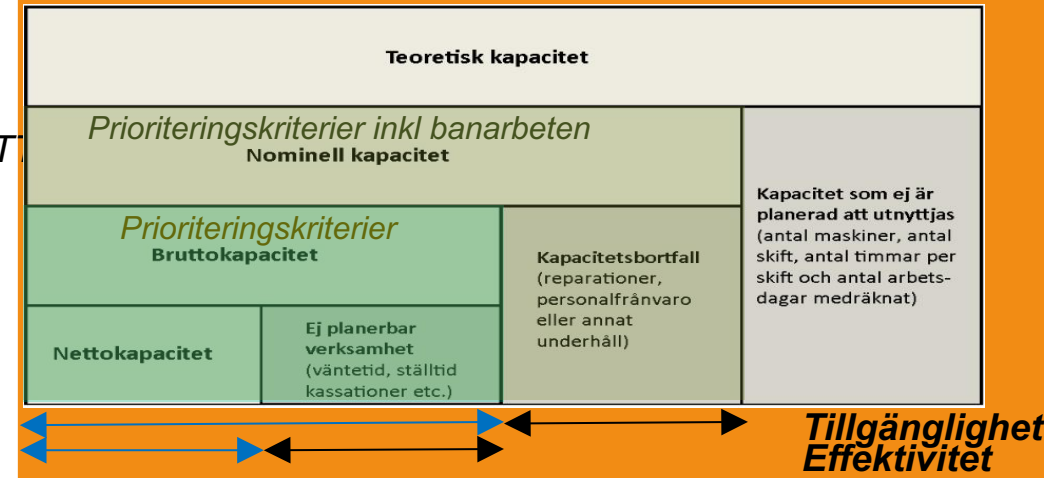 Teoretisk kapacitet
Prioriteringskriterier inkl banarbeten
Nominell kapacitet
Prioriteringskriterier
Bruttokapacitet
Nettokapacitet
Ej planerbar
verksamhet
(väntetid, ställtid
kassationer etc.)
Kapacitetsbortfall
(reparationer,
personalfrånvaro
eller annat
underhåll)
Kapacitet som ej är
planerad att utnyttjas
(antal maskiner, antal
skift, antal timmar per
skift och antal arbets-
dagar medräknat)
Tillgänglighet
Effektivitet